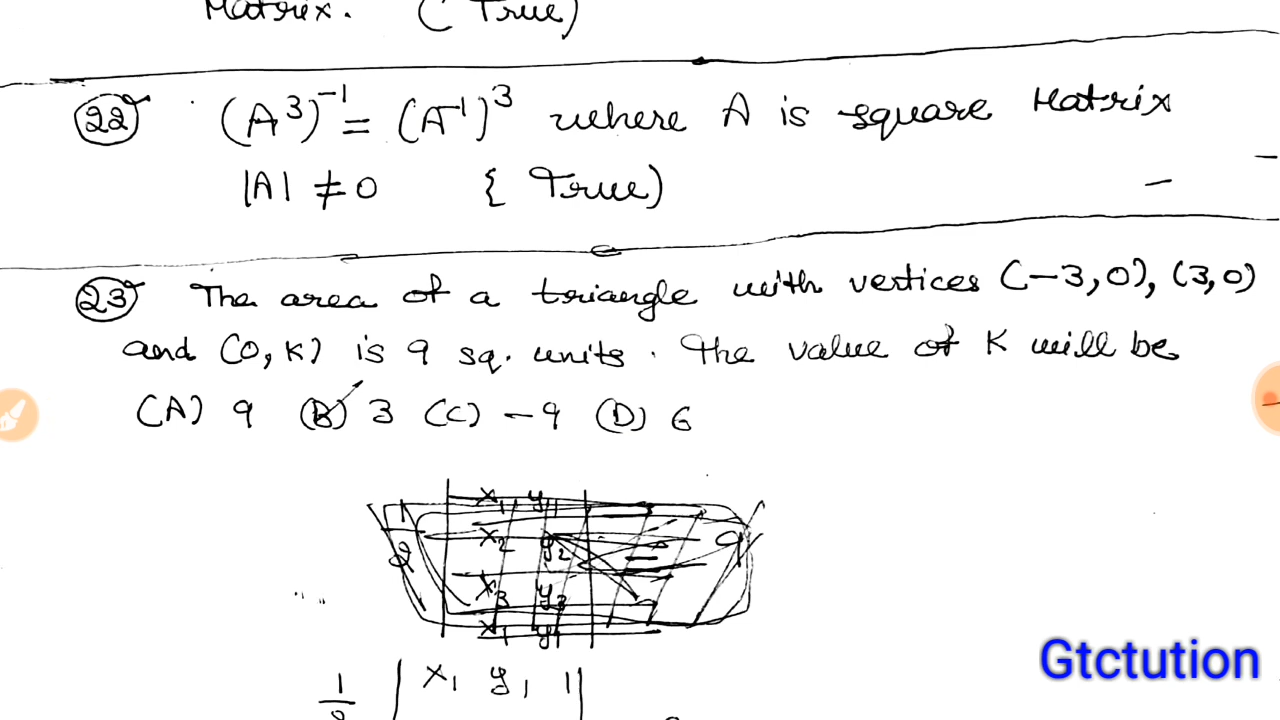 Matrix. (True)
22 (A³)⁻¹ = (A⁻¹)³ where A is square Matrix
|A| ≠ 0 { True)
23 The area of a triangle with vertices (-3,0), (3,0)
and (0, K) is 9 sq. units. The value of K will be
(A) 9 (B) 3 (C) -9 (D) 6
x₁ y₁
x₂ y₂
x₃ y₃
x₁ y₁
x₁ y₁ 1
Gtctution